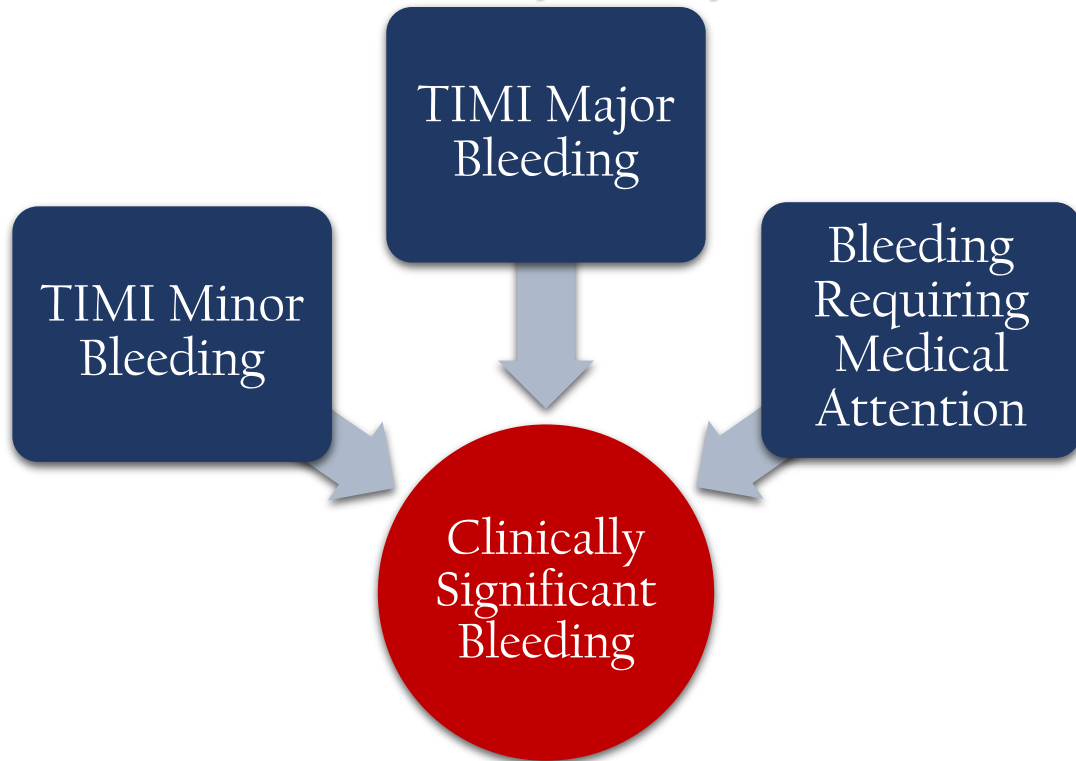 TIMI Major
Bleeding
TIMI Minor
Bleeding
Bleeding
Requiring
Medical
Attention
Clinically
Significant
Bleeding